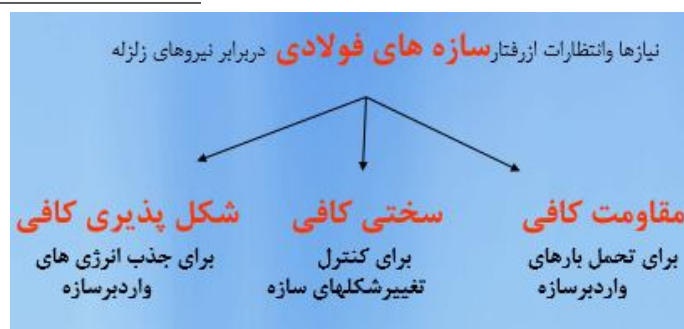 نیازها وانتظارات ازرفتارسازه های فولادی دربرابر نیروهای زلزله
مقاومت کافی
برای تحمل بارهای
واردبرسازه
سختی کافی
برای کنترل
تغییرشکلهای سازه
شکل پذیری کافی
برای جذب انرژی های
واردبرسازه